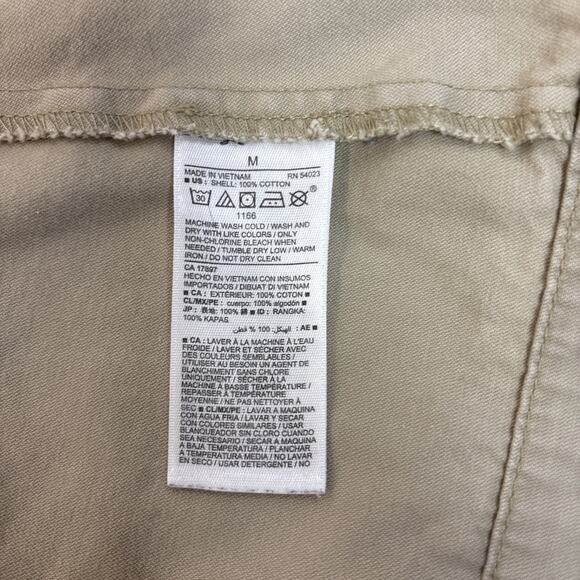 M
MADE IN VIETNAM RN 54023
■ US : SHELL: 100% COTTON
30
1166
MACHINE WASH COLD / WASH AND
DRY WITH LIKE COLORS / ONLY
NON-CHLORINE BLEACH WHEN
NEEDED / TUMBLE DRY LOW / WARM
IRON / DO NOT DRY CLEAN
CA 17897
HECHO EN VIETNAM CON INSUMOS
IMPORTADOS / DIBUAT DI VIETNAM
■ CA : EXTÉRIEUR: 100% COTON ■
CL/MX/PE : cuerpo: 100% algodón ■
JP : 表地: 100% 綿 ■ ID : RANGKA:
100% KAPAS
■ AE : الهيكل: 100 % قطن
■ CA : LAVER À LA MACHINE À L'EAU
FROIDE / LAVER ET SÉCHER AVEC
DES COULEURS SEMBLABLES /
UTILISER AU BESOIN UN AGENT DE
BLANCHIMENT SANS CHLORE
UNIQUEMENT / SÉCHER À LA
MACHINE À BASSE TEMPÉRATURE /
REPASSER À TEMPÉRATURE
MOYENNE / NE PAS NETTOYER À
SEC ■ CL/MX/PE : LAVAR A MAQUINA
CON AGUA FRIA / LAVAR Y SECAR
CON COLORES SIMILARES / USAR
BLANQUEADOR SIN CLORO CUANDO
SEA NECESARIO / SECAR A MAQUINA
A BAJA TEMPERATURA / PLANCHAR
A TEMPERATURA MEDIA / NO LAVAR
EN SECO / USAR DETERGENTE / NO